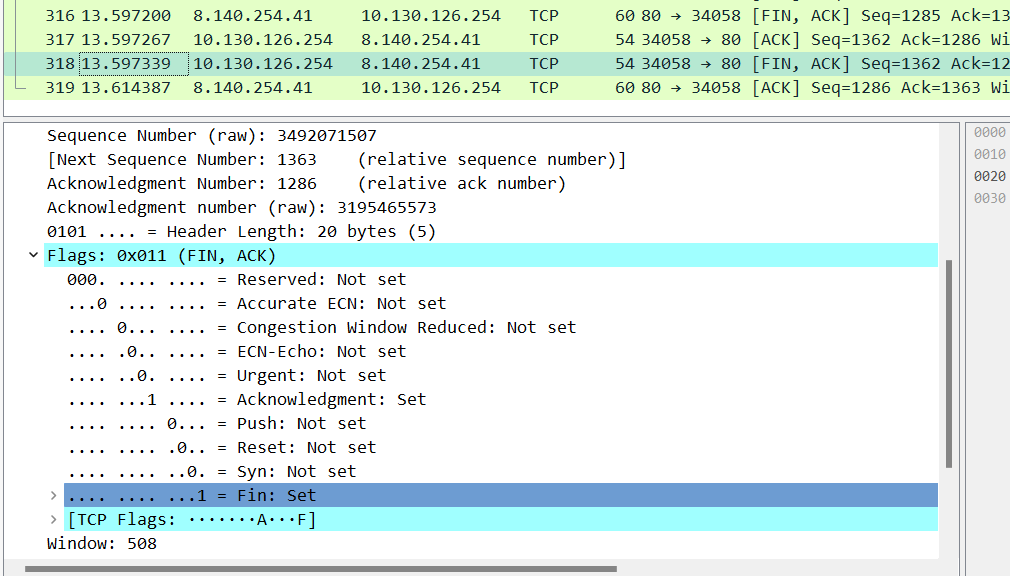 316 13.597200 8.140.254.41 10.130.126.254 TCP 60 80 → 34058 [FIN, ACK] Seq=1285 Ack=13
317 13.597267 10.130.126.254 8.140.254.41 TCP 54 34058 → 80 [ACK] Seq=1362 Ack=1286 Wi
318 13.597339 10.130.126.254 8.140.254.41 TCP 54 34058 → 80 [FIN, ACK] Seq=1362 Ack=12
319 13.614387 8.140.254.41 10.130.126.254 TCP 60 80 → 34058 [ACK] Seq=1286 Ack=1363 Wi
Sequence Number (raw): 3492071507
[Next Sequence Number: 1363    (relative sequence number)]
Acknowledgment Number: 1286    (relative ack number)
Acknowledgment number (raw): 3195465573
0101 .... = Header Length: 20 bytes (5)
Flags: 0x011 (FIN, ACK)
000. .... .... = Reserved: Not set
...0 .... .... = Accurate ECN: Not set
.... 0... .... = Congestion Window Reduced: Not set
.... .0.. .... = ECN-Echo: Not set
.... ..0. .... = Urgent: Not set
.... ...1 .... = Acknowledgment: Set
.... .... 0... = Push: Not set
.... .... .0.. = Reset: Not set
.... .... ..0. = Syn: Not set
.... .... ...1 = Fin: Set
[TCP Flags: ·······A···F]
Window: 508
0000
0010
0020
0030